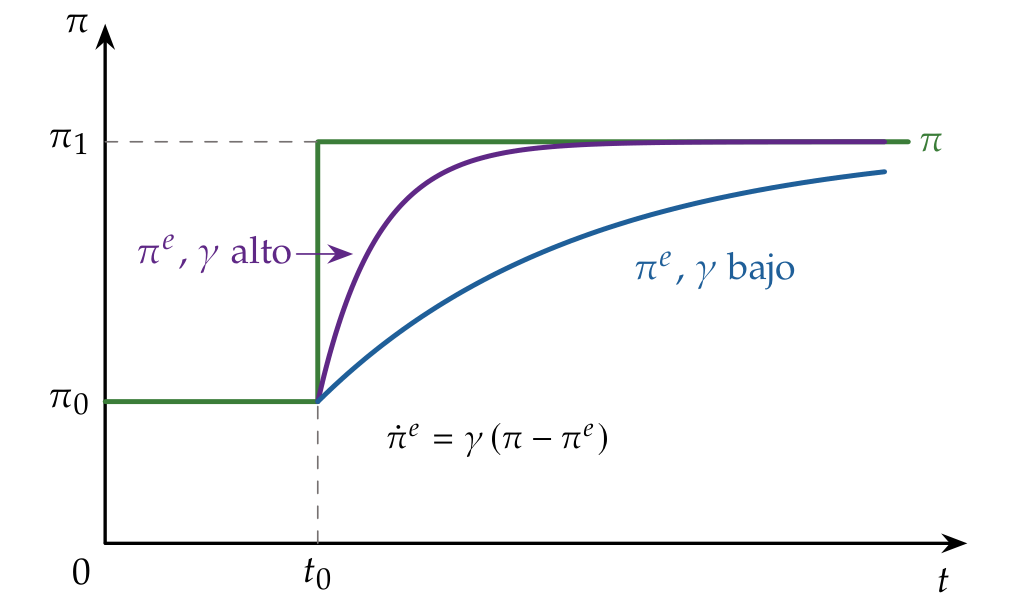 π
π₁
π
πᵉ, γ alto
πᵉ, γ bajo
π₀
π̇ᵉ = γ (π − πᵉ)
0
t₀
t